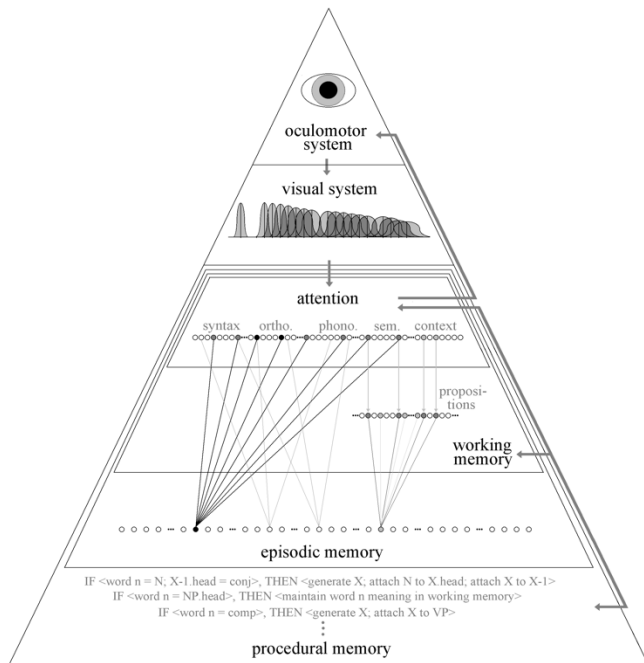 oculomotor
system
visual system
attention
syntax ortho. phono. sem. context
proposi-
tions
working
memory
episodic memory
IF <word n = N; X-1.head = conj>, THEN <generate X; attach N to X.head; attach X to X-1>
IF <word n = NP.head>, THEN <maintain word n meaning in working memory>
IF <word n = comp>, THEN <generate X; attach X to VP>
procedural memory